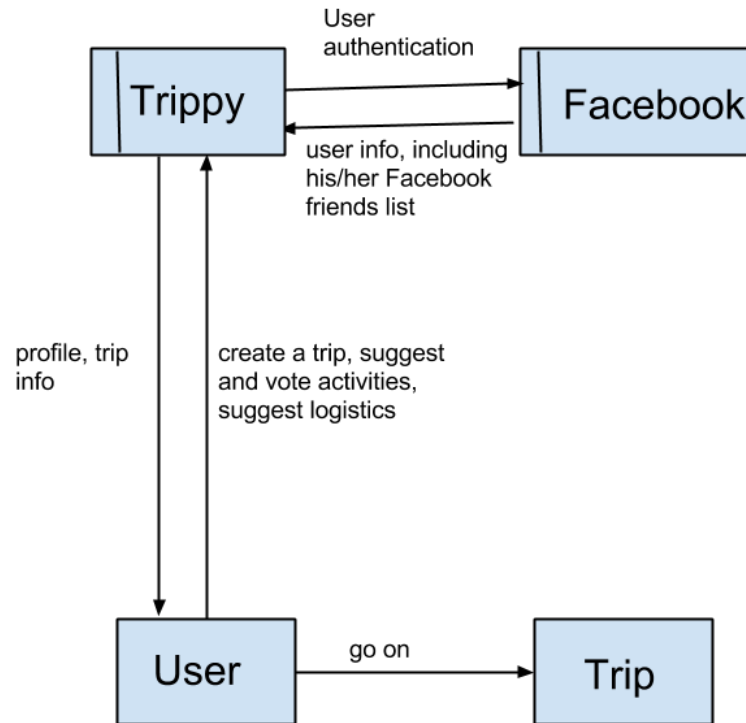 User
authentication
Trippy
Facebook
user info, including
his/her Facebook
friends list
profile, trip
info
create a trip, suggest
and vote activities,
suggest logistics
User
go on
Trip